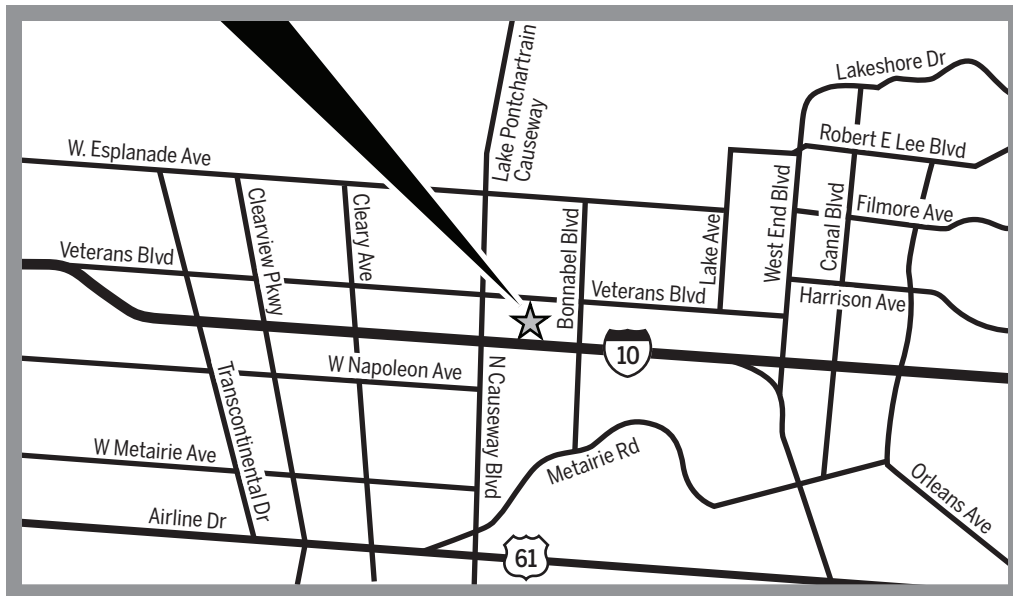 Lakeshore Dr
Lake Pontchartrain
Causeway
Robert E Lee Blvd
W. Esplanade Ave
Clearview Pkwy
Cleary Ave
Bonnabel Blvd
Lake Ave
West End Blvd
Canal Blvd
Filmore Ave
Veterans Blvd
Veterans Blvd
Harrison Ave
10
W Napoleon Ave
Transcontinental Dr
N Causeway Blvd
W Metairie Ave
Metairie Rd
Orleans Ave
Airline Dr
61